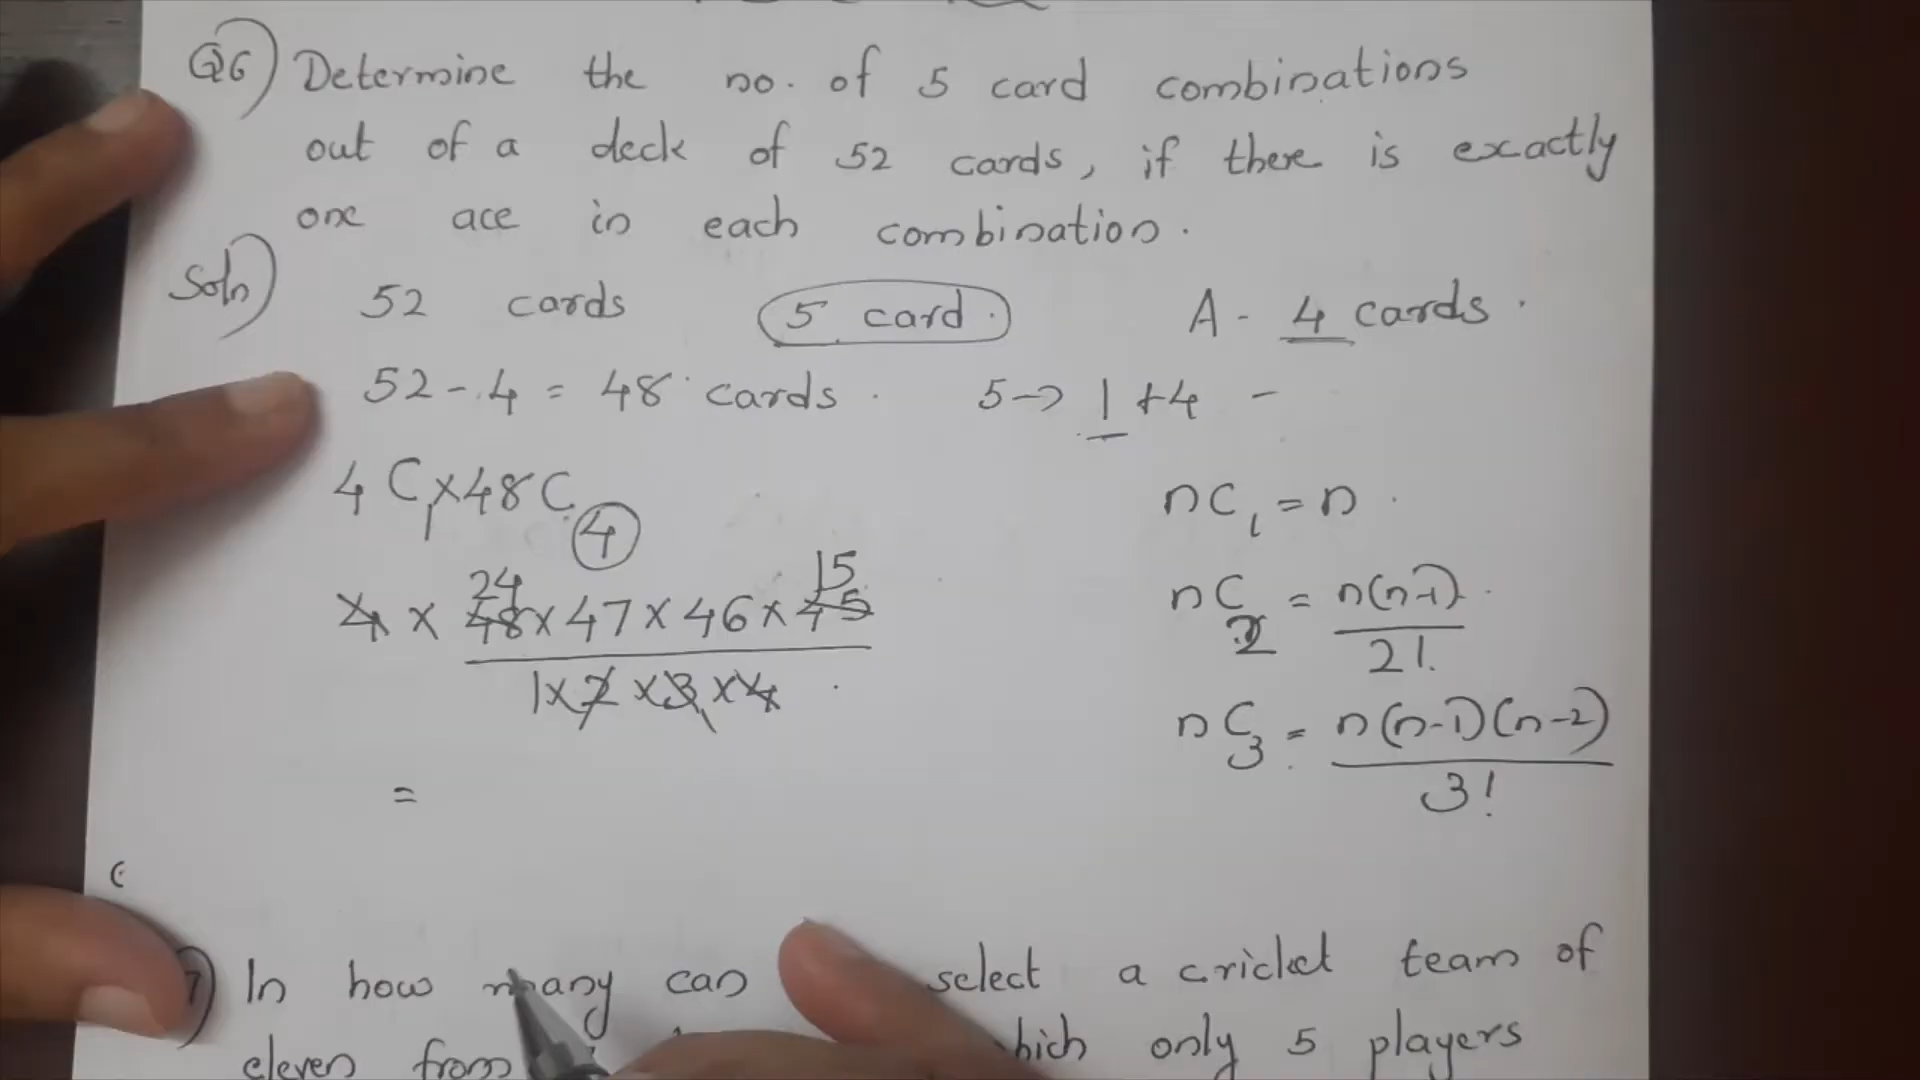 Q6) Determine the no. of 5 card combinations
out of a deck of 52 cards, if there is exactly
one ace in each combination.
Soln) 52 cards 5 card. A - 4 cards.
52 - 4 = 48 cards. 5 → 1 + 4 -
4C₁ × 48C₄ nC₁ = n.
24 15
4 × 48 × 47 × 46 × 45 nC₂ = n(n-1)
1 × 2 × 3 × 4 2!
nC₃ = n(n-1)(n-2)
= 3!
7) In how many can select a cricket team of
eleven from only 5 players